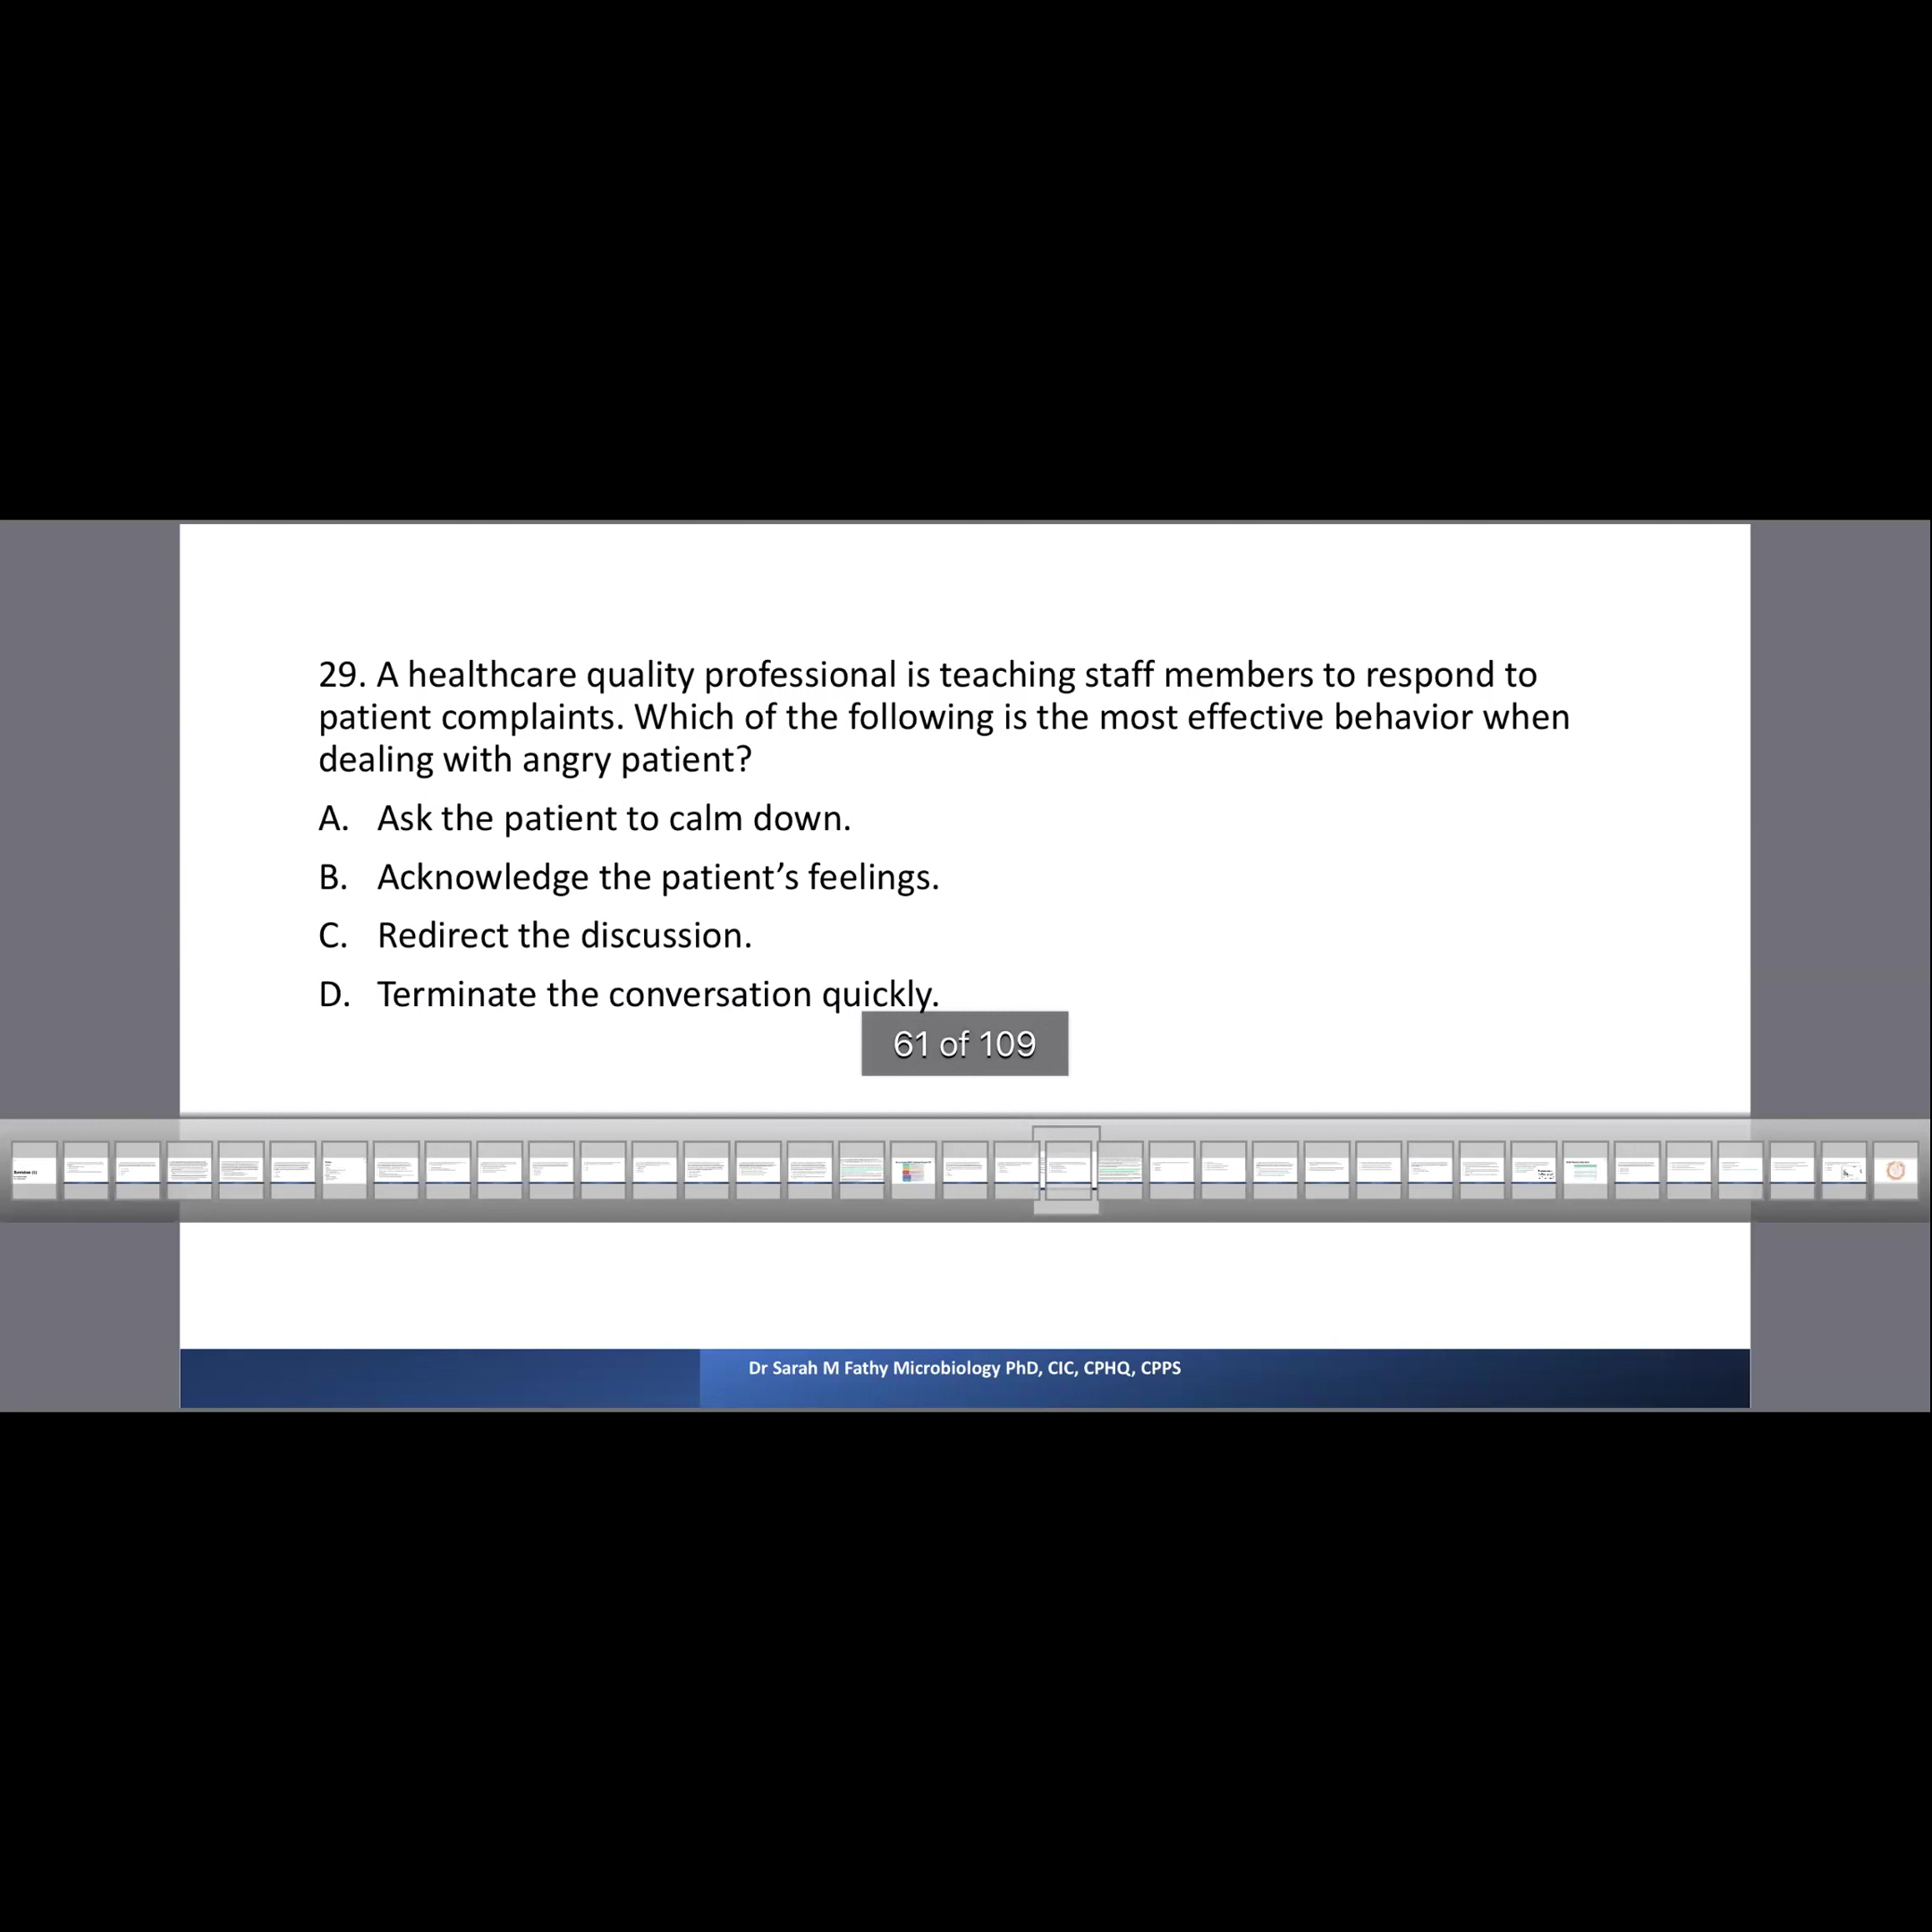 29. A healthcare quality professional is teaching staff members to respond to
patient complaints. Which of the following is the most effective behavior when
dealing with angry patient?
A. Ask the patient to calm down.
B. Acknowledge the patient’s feelings.
C. Redirect the discussion.
D. Terminate the conversation quickly.
61 of 109
Dr Sarah M Fathy Microbiology PhD, CIC, CPHQ, CPPS